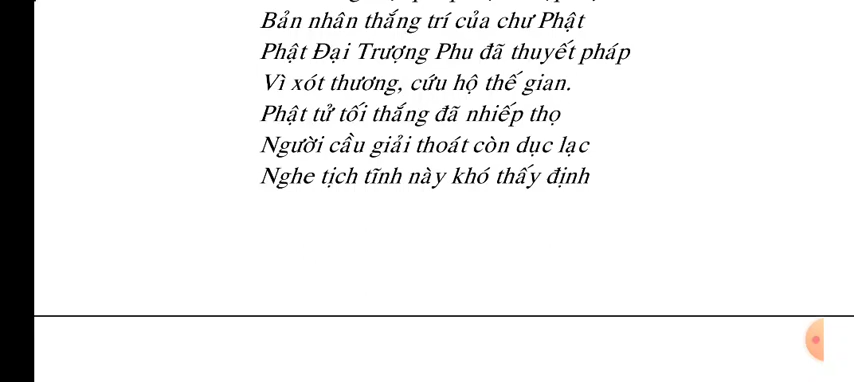 Bản nhân thắng trí của chư Phật
Phật Đại Trượng Phu đã thuyết pháp
Vì xót thương, cứu hộ thế gian.
Phật tử tối thắng đã nhiếp thọ
Người cầu giải thoát còn dục lạc
Nghe tịch tĩnh này khó thấy định